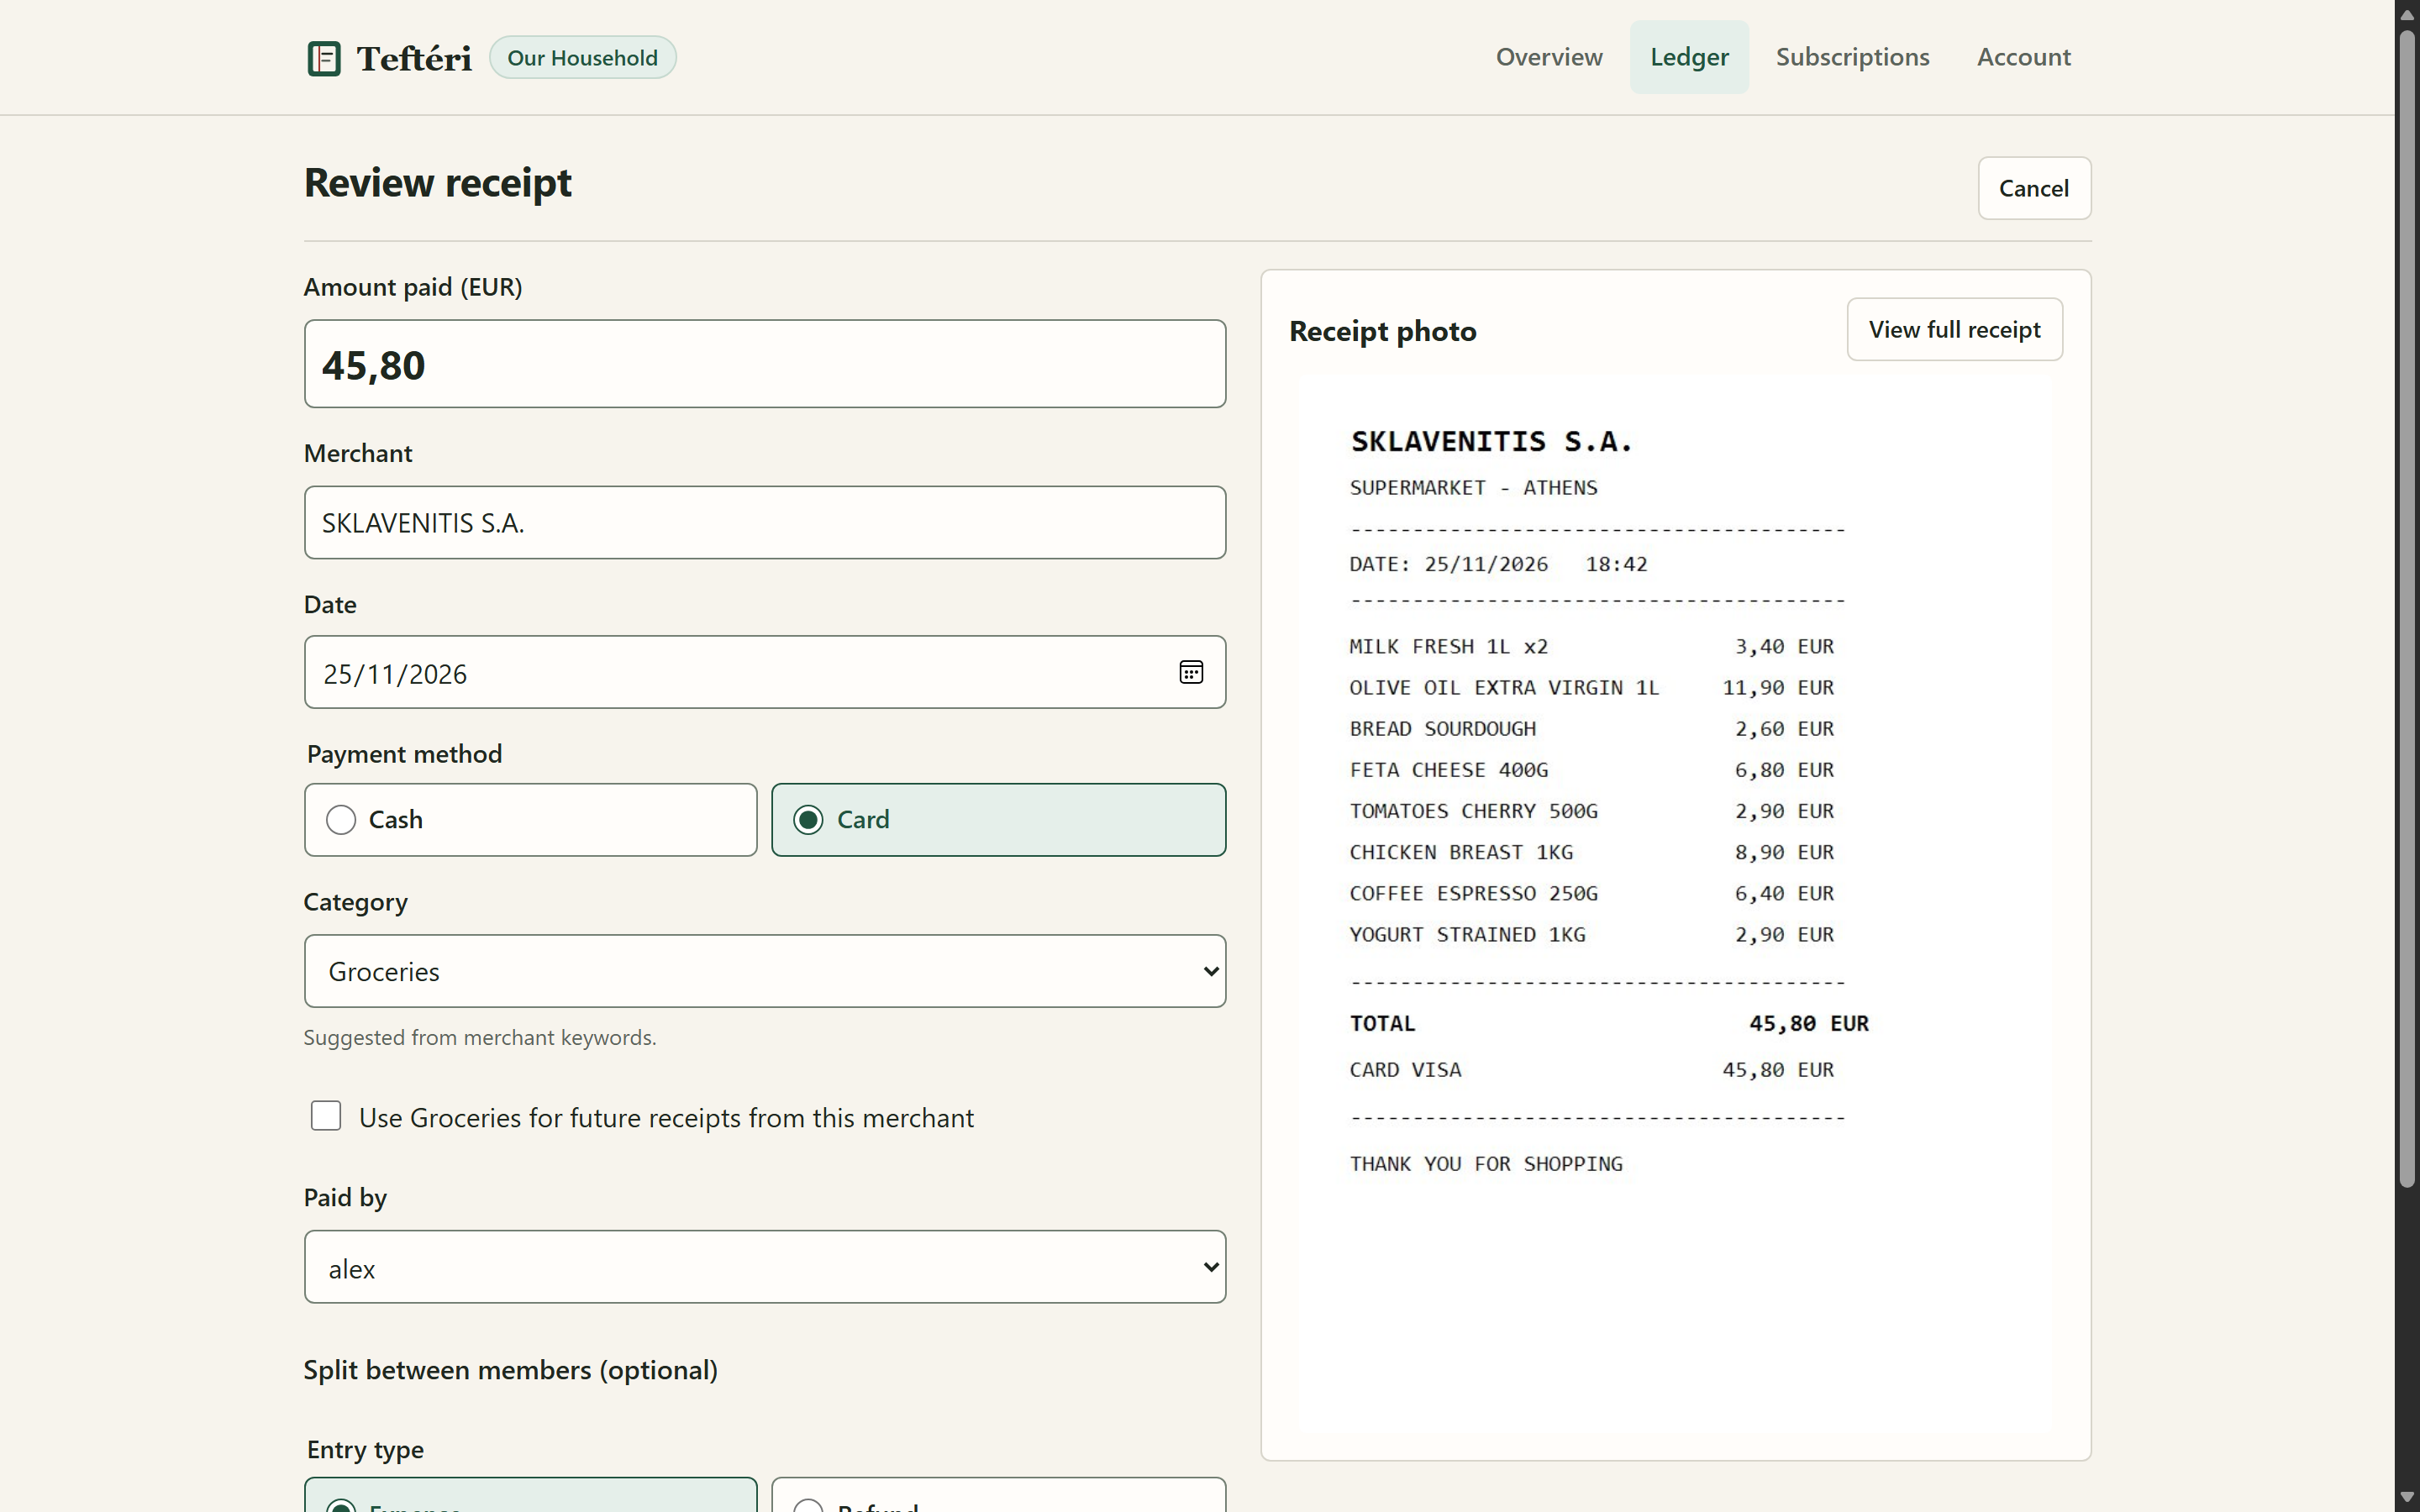 Teftéri
Our Household
Overview
Ledger
Subscriptions
Account
Review receipt
Cancel
Amount paid (EUR)
45,80
Merchant
SKLAVENITIS S.A.
Date
25/11/2026
Payment method
Cash
Card
Category
Groceries
Suggested from merchant keywords.
Use Groceries for future receipts from this merchant
Paid by
alex
Split between members (optional)
Entry type
Expense
Refund
Receipt photo
View full receipt
SKLAVENITIS S.A.
SUPERMARKET - ATHENS
----------------------------------------
DATE: 25/11/2026 18:42
----------------------------------------
MILK FRESH 1L x2 3,40 EUR
OLIVE OIL EXTRA VIRGIN 1L 11,90 EUR
BREAD SOURDOUGH 2,60 EUR
FETA CHEESE 400G 6,80 EUR
TOMATOES CHERRY 500G 2,90 EUR
CHICKEN BREAST 1KG 8,90 EUR
COFFEE ESPRESSO 250G 6,40 EUR
YOGURT STRAINED 1KG 2,90 EUR
----------------------------------------
TOTAL 45,80 EUR
CARD VISA 45,80 EUR
----------------------------------------
THANK YOU FOR SHOPPING